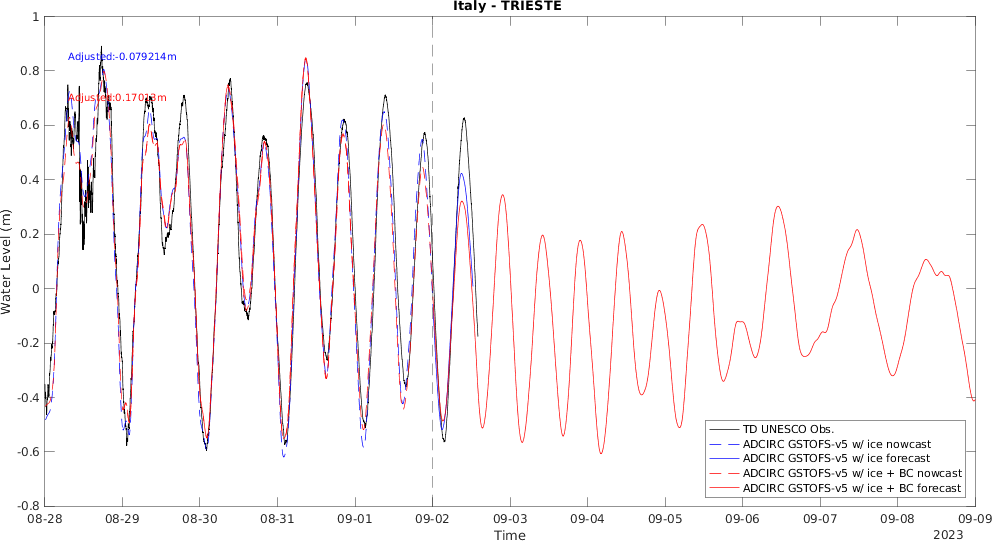 Italy - TRIESTE
Adjusted:-0.079214m
Adjusted:0.17013m
Water Level (m)
1
0.8
0.6
0.4
0.2
0
-0.2
-0.4
-0.6
-0.8
TD UNESCO Obs.
ADCIRC GSTOFS-v5 w/ ice nowcast
ADCIRC GSTOFS-v5 w/ ice forecast
ADCIRC GSTOFS-v5 w/ ice + BC nowcast
ADCIRC GSTOFS-v5 w/ ice + BC forecast
08-28 08-29 08-30 08-31 09-01 09-02 09-03 09-04 09-05 09-06 09-07 09-08 09-09
Time
2023